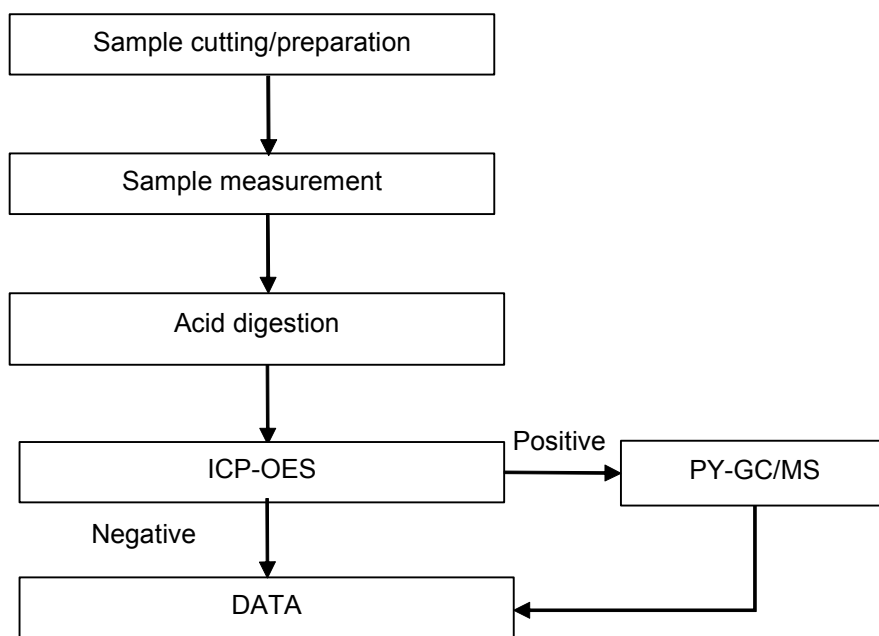 Sample cutting/preparation
Sample measurement
Acid digestion
ICP-OES
Positive
PY-GC/MS
Negative
DATA